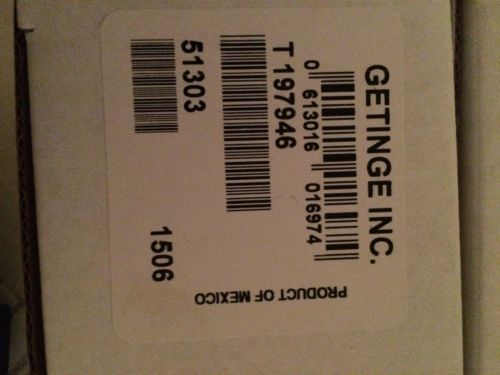 GETINGE INC.
0 613016 016974
T 197946
51303
1506
PRODUCT OF MEXICO